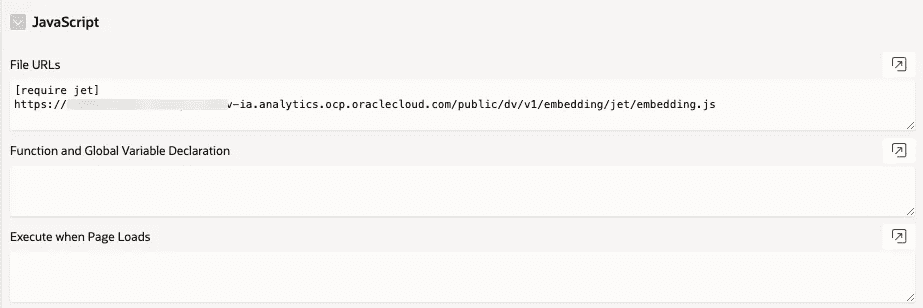 JavaScript
File URLs
[require jet]
https://v-ia.analytics.ocp.oraclecloud.com/public/dv/v1/embedding/jet/embedding.js
Function and Global Variable Declaration
Execute when Page Loads